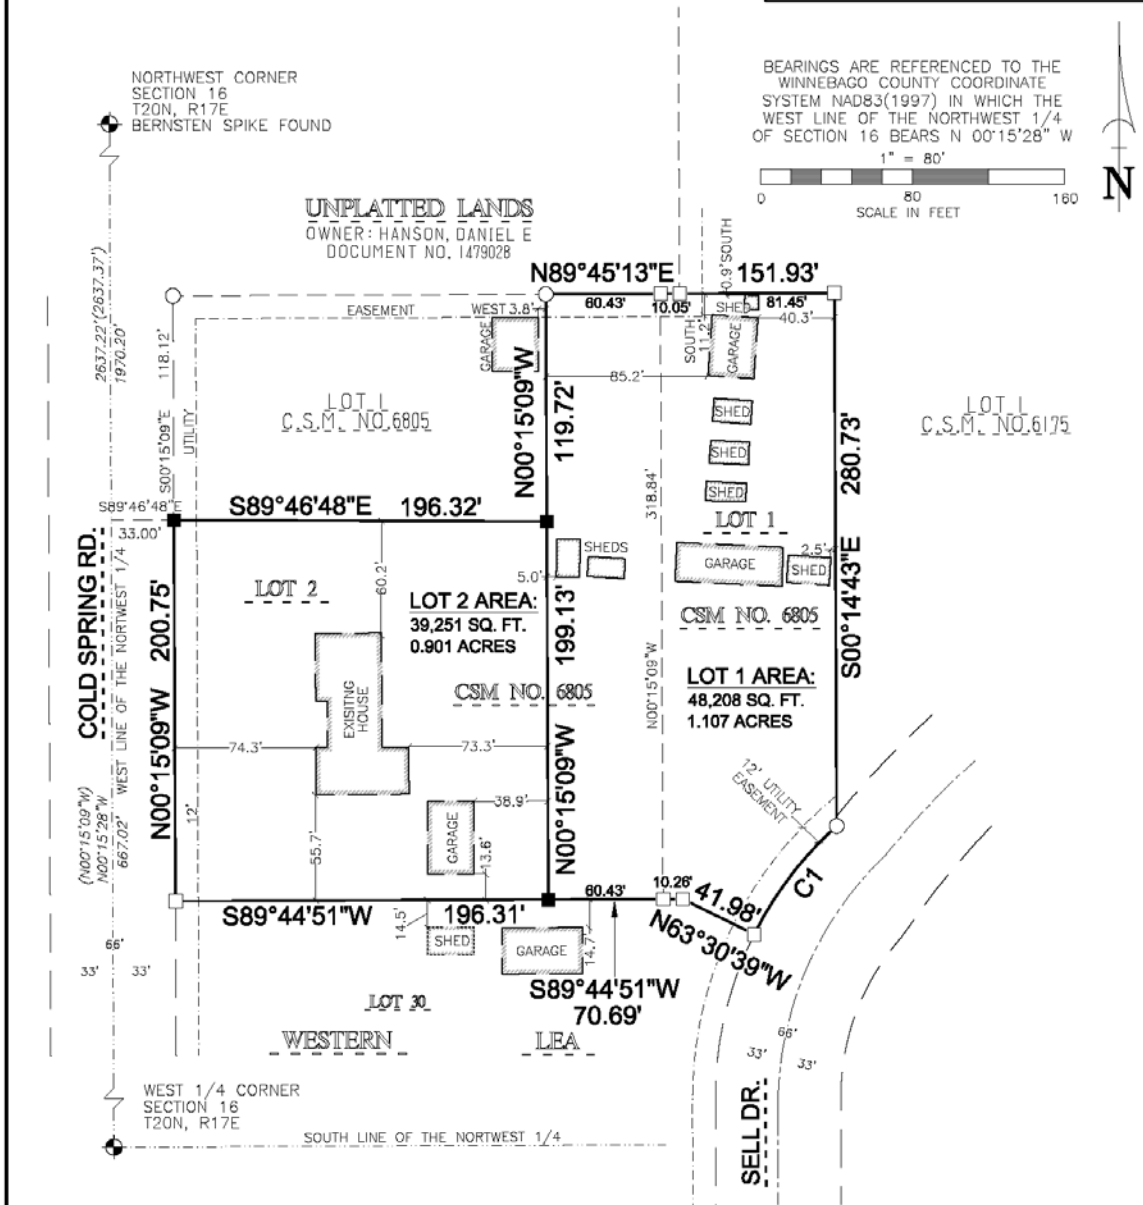 NORTHWEST CORNER
SECTION 16
T20N, R17E
BERNSTEN SPIKE FOUND
BEARINGS ARE REFERENCED TO THE
WINNEBAGO COUNTY COORDINATE
SYSTEM NAD83(1997) IN WHICH THE
WEST LINE OF THE NORTHWEST 1/4
OF SECTION 16 BEARS N 00°15'28" W
1" = 80'
0 80 160
SCALE IN FEET
N
UNPLATTED LANDS
OWNER: HANSON, DANIEL E
DOCUMENT NO. 1479028
N89°45'13"E 151.93'
60.43' 10.05' 81.45'
0.9' SOUTH
EASEMENT
WEST 3.8'
SHED
40.3'
GARAGE
SOUTH
11.2'
GARAGE
85.2'
2637.22'(2637.37')
1970.20'
118.12'
S00°15'09"E
UTILITY
LOT 1
C.S.M. NO.6805
N00°15'09"W
119.72'
SHED
SHED
SHED
LOT 1
C.S.M. NO.6175
280.73'
318.84'
S89°46'48"E
33.00'
S89°46'48"E 196.32'
LOT 1
SHEDS
GARAGE
2.5'
SHED
5.0'
60.2'
LOT 2
LOT 2 AREA:
39,251 SQ. FT.
0.901 ACRES
199.13'
CSM NO. 6805
S00°14'43"E
COLD SPRING RD.
WEST LINE OF THE NORTHWEST 1/4
200.75'
EXISITNG
HOUSE
CSM NO. 6805
N00°15'09"W
LOT 1 AREA:
48,208 SQ. FT.
1.107 ACRES
74.3'
73.3'
N00°15'09"W
N00°15'09"W
12' UTILITY
EASEMENT
(N00°15'09"W)
N00°15'28"W
667.02'
12'
55.7'
38.9'
GARAGE
13.6'
C1
60.43' 10.26' 41.98'
N63°30'39"W
S89°44'51"W 196.31'
14.5'
SHED
GARAGE
14.7'
S89°44'51"W
70.69'
66'
33' 33'
LOT 30
WESTERN LEA
66'
33' 33'
SELL DR.
WEST 1/4 CORNER
SECTION 16
T20N, R17E
SOUTH LINE OF THE NORTWEST 1/4